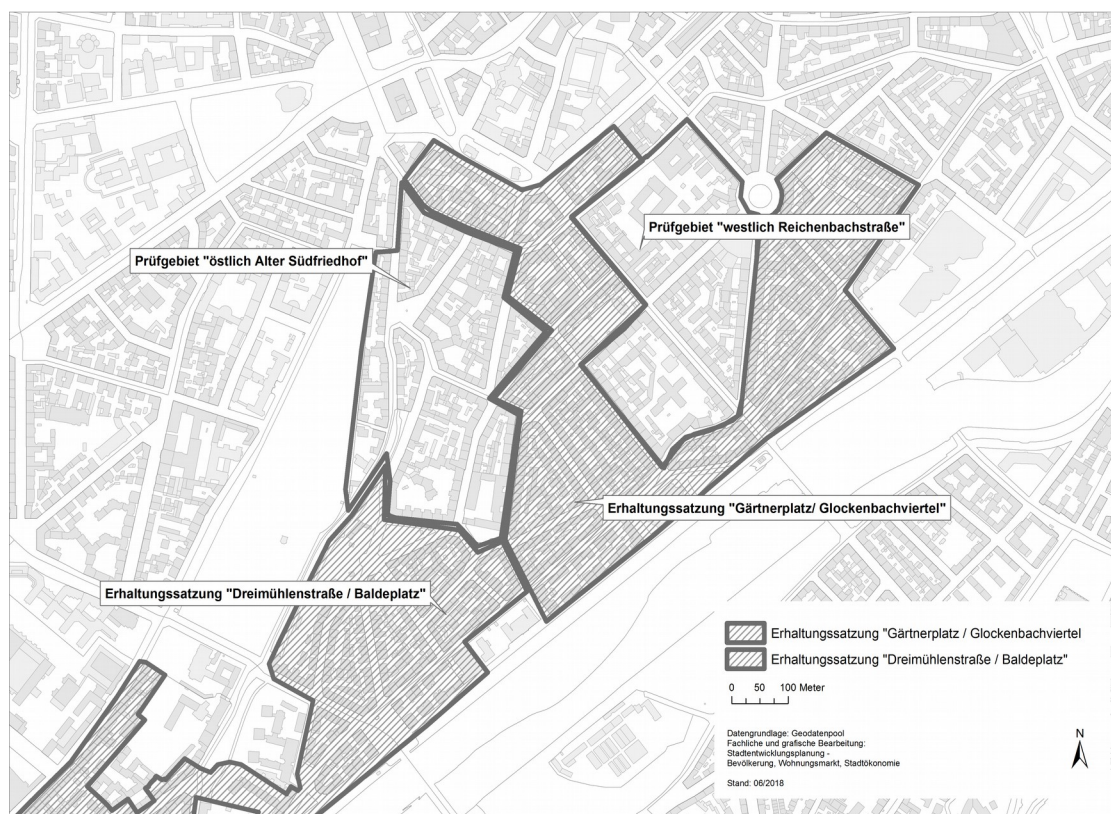 Prüfgebiet "westlich Reichenbachstraße"
Prüfgebiet "östlich Alter Südfriedhof"
Erhaltungssatzung "Gärtnerplatz/ Glockenbachviertel"
Erhaltungssatzung "Dreimühlenstraße / Baldeplatz"
Erhaltungssatzung "Gärtnerplatz / Glockenbachviertel
Erhaltungssatzung "Dreimühlenstraße / Baldeplatz"
0 50 100 Meter
Datengrundlage: Geodatenpool
Fachliche und grafische Bearbeitung:
Stadtentwicklungsplanung -
Bevölkerung, Wohnungsmarkt, Stadtökonomie
Stand: 06/2018
N